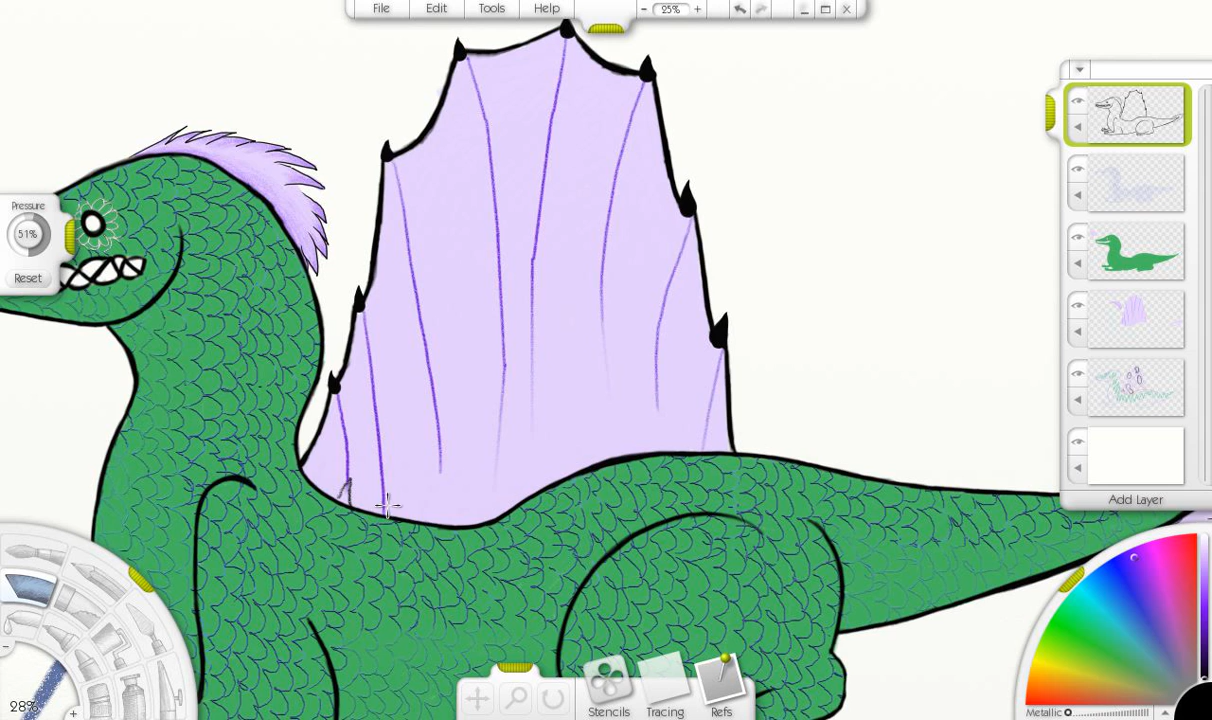 File Edit Tools Help − 25% +
Pressure
51%
Reset
Add Layer
28%
Stencils Tracing Refs
Metallic